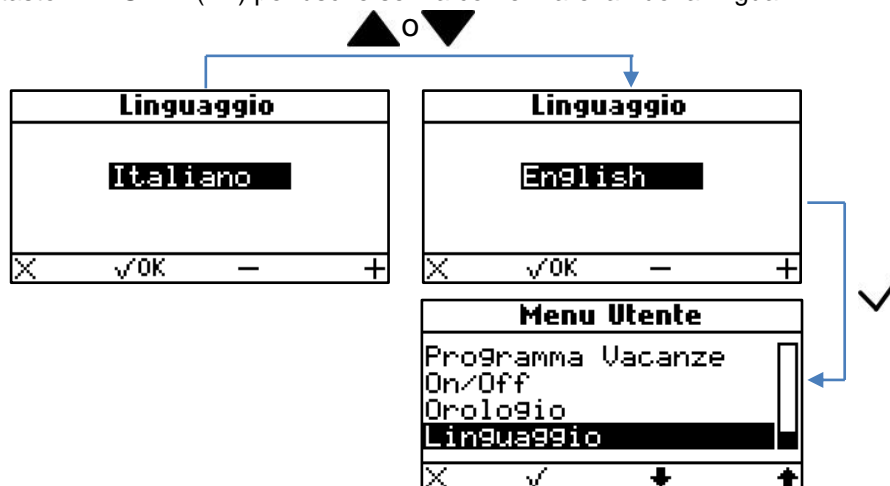 o
Linguaggio
Italiano
OK
Linguaggio
English
OK
Menu Utente
Programma Vacanze
On/Off
Orologio
Linguaggio